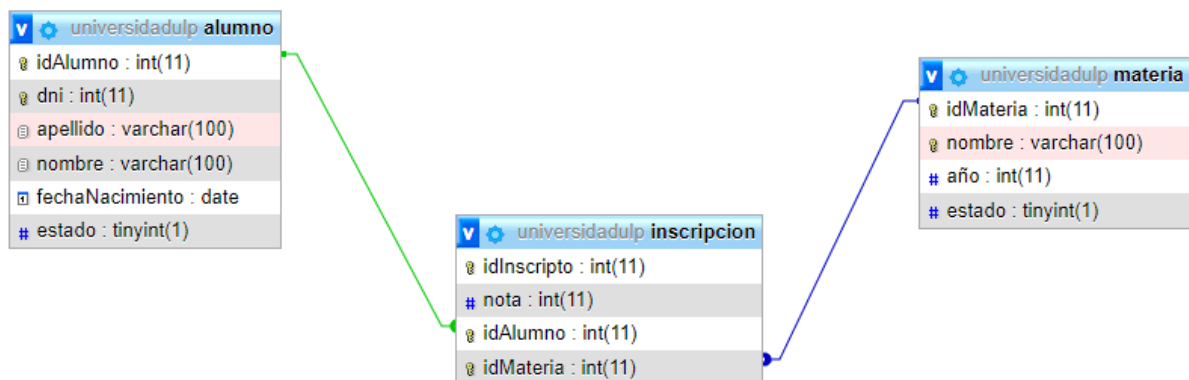 v universidadulp alumno
idAlumno : int(11)
dni : int(11)
apellido : varchar(100)
nombre : varchar(100)
fechaNacimiento : date
# estado : tinyint(1)
v universidadulp inscripcion
idInscripto : int(11)
# nota : int(11)
idAlumno : int(11)
idMateria : int(11)
v universidadulp materia
idMateria : int(11)
nombre : varchar(100)
# año : int(11)
# estado : tinyint(1)